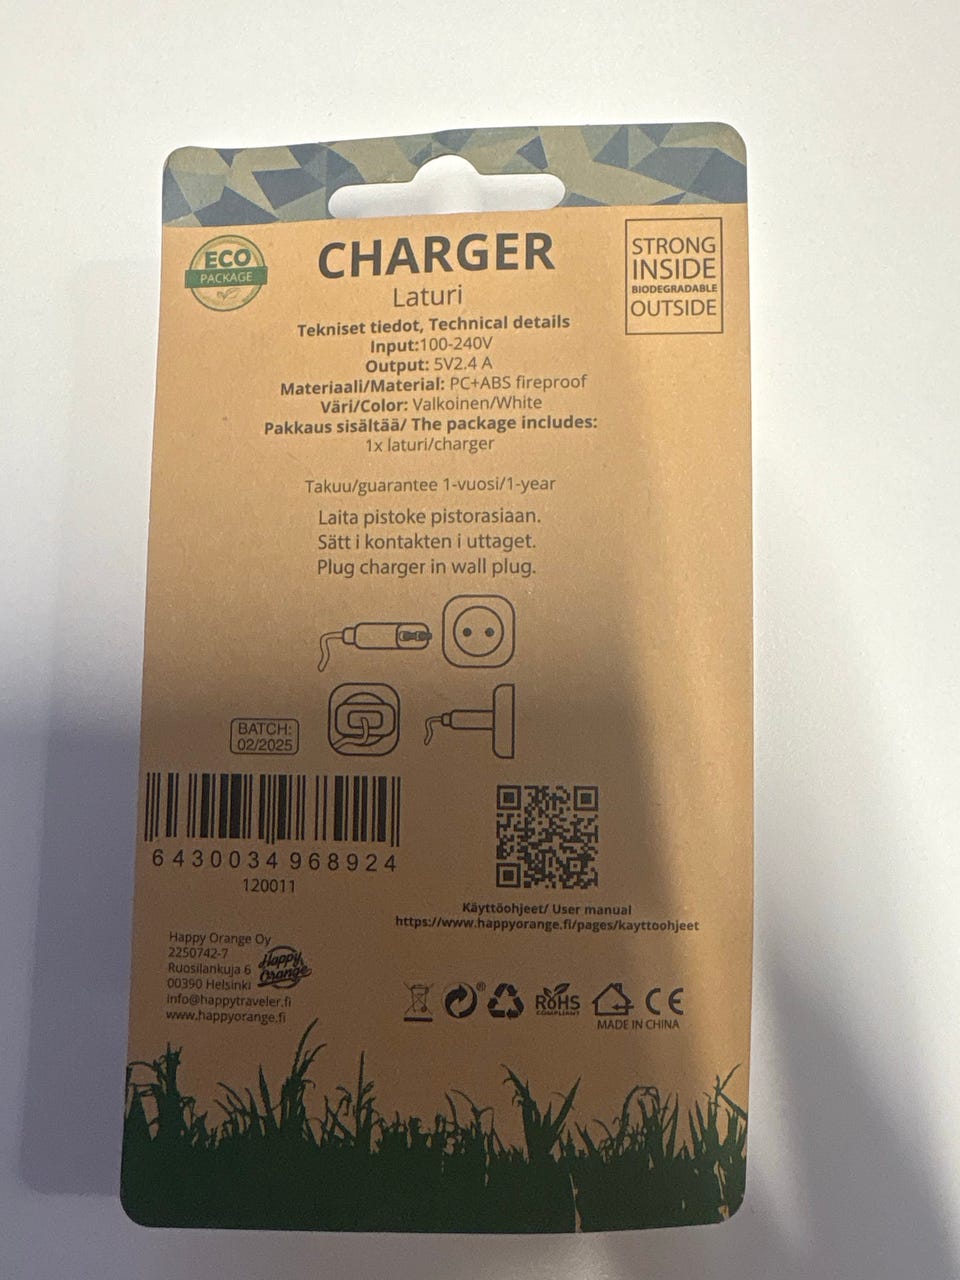 ECO
PACKAGE
CHARGER
Laturi
STRONG
INSIDE
BIODEGRADABLE
OUTSIDE
Tekniset tiedot, Technical details
Input:100-240V
Output: 5V2.4 A
Materiaali/Material: PC+ABS fireproof
Väri/Color: Valkoinen/White
Pakkaus sisältää/ The package includes:
1x laturi/charger
Takuu/guarantee 1-vuosi/1-year
Laita pistoke pistorasiaan.
Sätt i kontakten i uttaget.
Plug charger in wall plug.
BATCH:
02/2025
6430034968924
120011
Käyttöohjeet/ User manual
https://www.happyorange.fi/pages/kayttoohjeet
Happy Orange Oy
2250742-7
Ruosilankuja 6
00390 Helsinki
info@happytraveler.fi
www.happyorange.fi
Happy
Orange
®
RoHS
COMPLIANT
CE
MADE IN CHINA